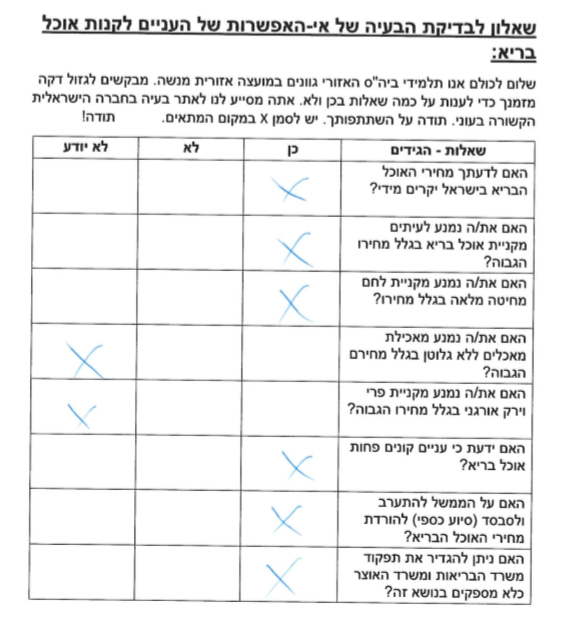 שאלון לבדיקת הבעיה של אי-האפשרות של העניים לקנות אוכל
בריא:
שלום לכולם אנו תלמידי ביה"ס האזורי גוונים במועצה אזורית מנשה. מבקשים לגזול דקה
מזמנך כדי לענות על כמה שאלות בכן ולא. אתה מסייע לנו לאתר בעיה בחברה הישראלית
הקשורה בעוני. תודה על השתתפותך. יש לסמן X במקום המתאים. תודה!
שאלות - הגידים כן לא לא יודע
האם לדעתך מחירי האוכל
הבריא בישראל יקרים מידי? X
האם את/ה נמנע לעיתים
מקניית אוכל בריא בגלל מחירו X
הגבוה?
האם את/ה נמנע מקניית לחם
מחיטה מלאה בגלל מחירו? X
האם את/ה נמנע מאכילת
מאכלים ללא גלוטן בגלל מחירם X
הגבוה?
האם את/ה נמנע מקניית פרי
וירק אורגני בגלל מחירו הגבוה? X
האם ידעת כי עניים קונים פחות
אוכל בריא? X
האם על הממשל להתערב
ולסבסד (סיוע כספי) להורדת X
מחירי האוכל הבריא?
האם ניתן להגדיר את תפקוד
משרד הבריאות ומשרד האוצר X
כלא מספקים בנושא זה?